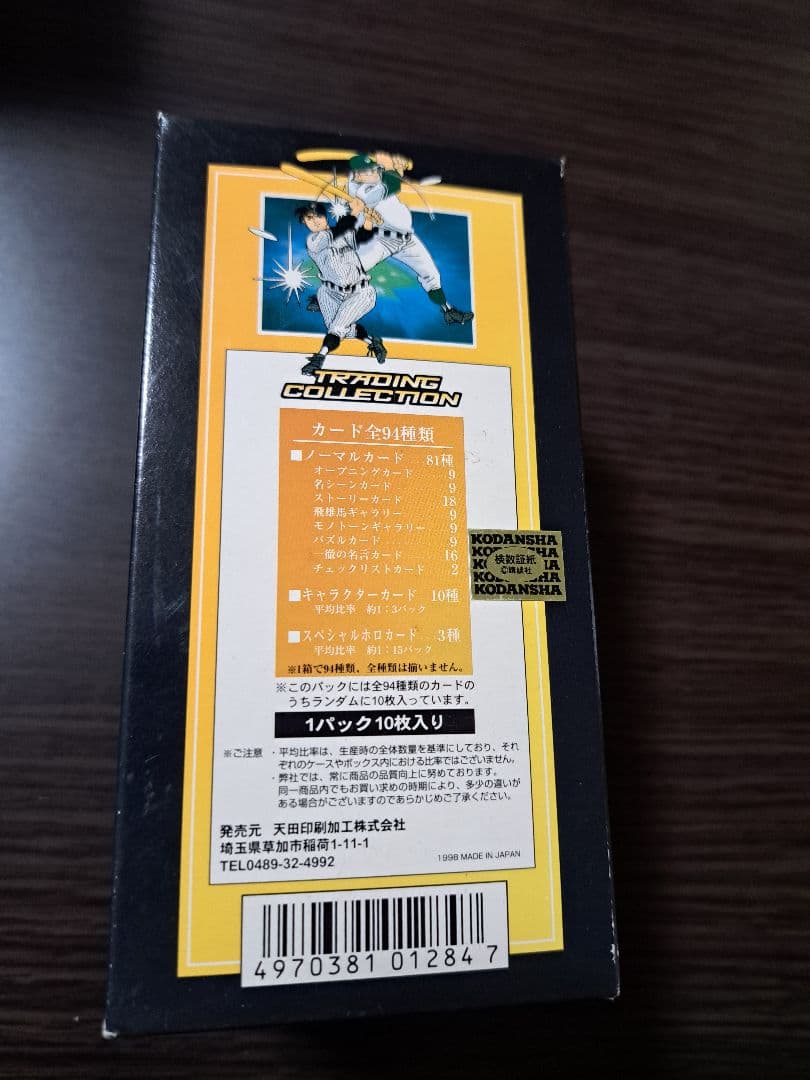 TRADING
COLLECTION
カード全94種類
■ノーマルカード……81種
オープニングカード……9
名シーンカード……9
ストーリーカード……18
飛雄馬ギャラリー……9
モノトーンギャラリー…9
パズルカード……9
一徹の名言カード……16
チェックリストカード…2
■キャラクターカード 10種
平均比率 約1:3パック
■スペシャルホロカード…3種
平均比率 約1:15パック
※1箱で94種類、全種類は揃いません。
KODANSHA
検数証紙
©講談社
KODANSHA
※このパックには全94種類のカードの
うちランダムに10枚入っています。
1パック10枚入り
※ご注意 ・平均比率は、生産時の全体数量を基準にしており、それ
ぞれのケースやボックス内における比率ではございません。
・弊社では、常に商品の品質向上に努めております。
同一商品内でもお買い求めの時期により、多少の違いが
ある場合がございますのであらかじめご了承ください。
発売元 天田印刷加工株式会社
埼玉県草加市稲荷1-11-1
TEL0489-32-4992
1998 MADE IN JAPAN
4970381012847